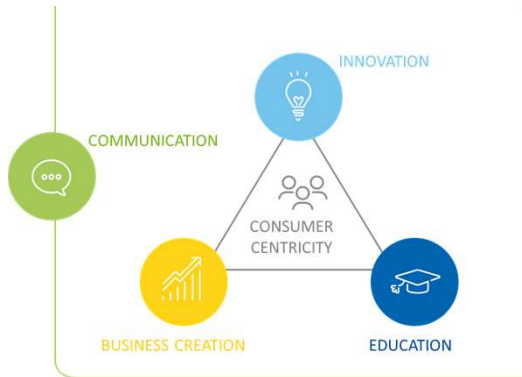 INNOVATION
COMMUNICATION
CONSUMER
CENTRICITY
BUSINESS CREATION
EDUCATION